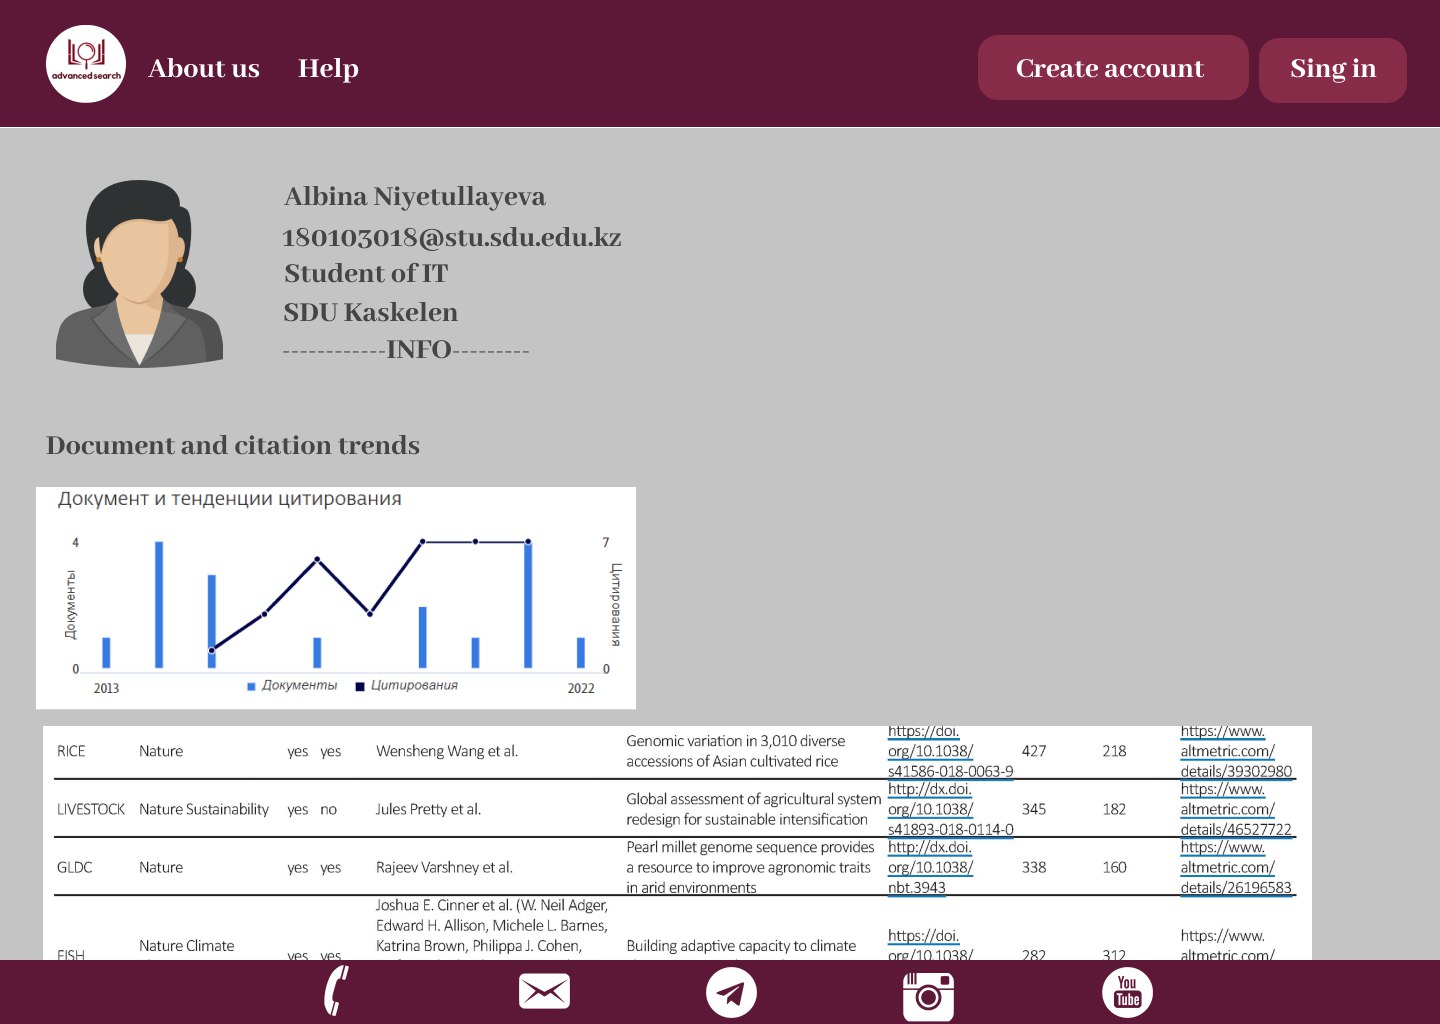 advanced search
About us
Help
Create account
Sing in
Albina Niyetullayeva
180103018@stu.sdu.edu.kz
Student of IT
SDU Kaskelen
------------INFO---------
Document and citation trends
Документ и тенденции цитирования
4
7
Документы
Цитирования
0
0
2013
2022
Документы
Цитирования
RICE
Nature
yes yes
Wensheng Wang et al.
Genomic variation in 3,010 diverse
accessions of Asian cultivated rice
https://doi.
org/10.1038/
s41586-018-0063-9
427
218
https://www.
altmetric.com/
details/39302980
LIVESTOCK
Nature Sustainability
yes no
Jules Pretty et al.
Global assessment of agricultural system
redesign for sustainable intensification
http://dx.doi.
org/10.1038/
s41893-018-0114-0
345
182
https://www.
altmetric.com/
details/46527722
GLDC
Nature
yes yes
Rajeev Varshney et al.
Pearl millet genome sequence provides
a resource to improve agronomic traits
in arid environments
http://dx.doi.
org/10.1038/
nbt.3943
338
160
https://www.
altmetric.com/
details/26196583
FISH
Nature Climate
yes yes
Joshua E. Cinner et al. (W. Neil Adger,
Edward H. Allison, Michele L. Barnes,
Katrina Brown, Philippa J. Cohen,
Building adaptive capacity to climate
https://doi.
org/10.1038/
282
312
https://www.
altmetric.com/
You
Tube